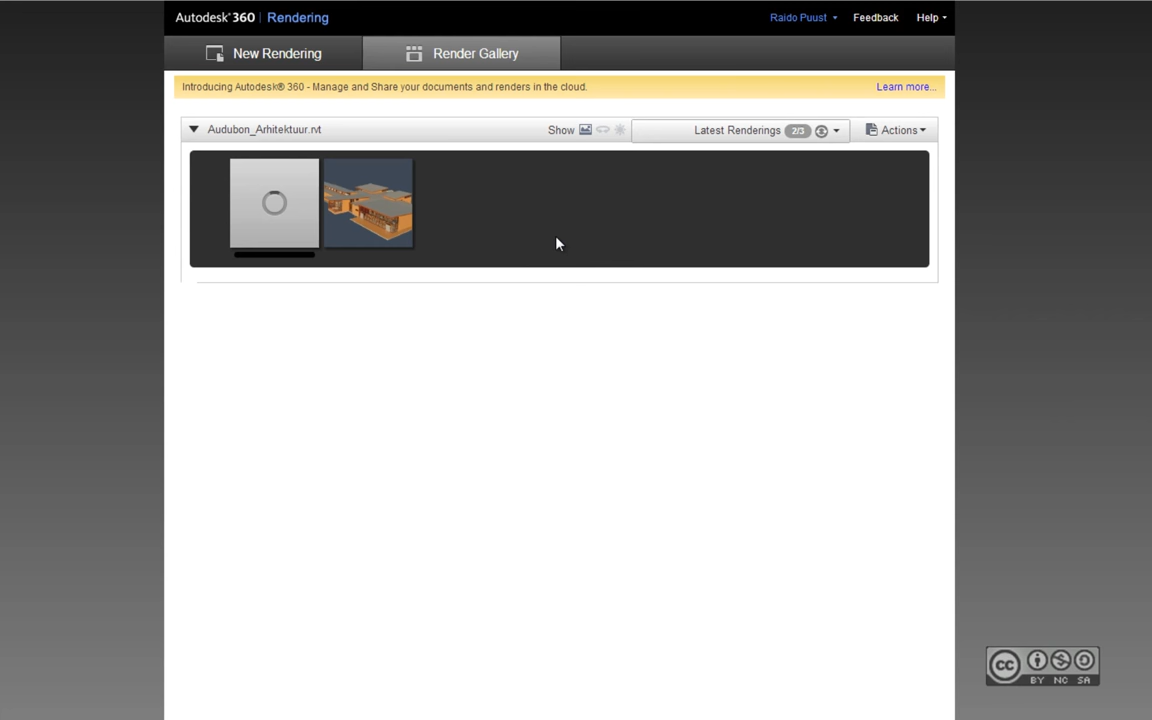 Autodesk® 360 | Rendering
Raido Puust
Feedback
Help
New Rendering
Render Gallery
Introducing Autodesk® 360 - Manage and Share your documents and renders in the cloud.
Learn more...
Audubon_Arhitektuur.rvt
Show
Latest Renderings 2/3
Actions
cc
BY NC SA